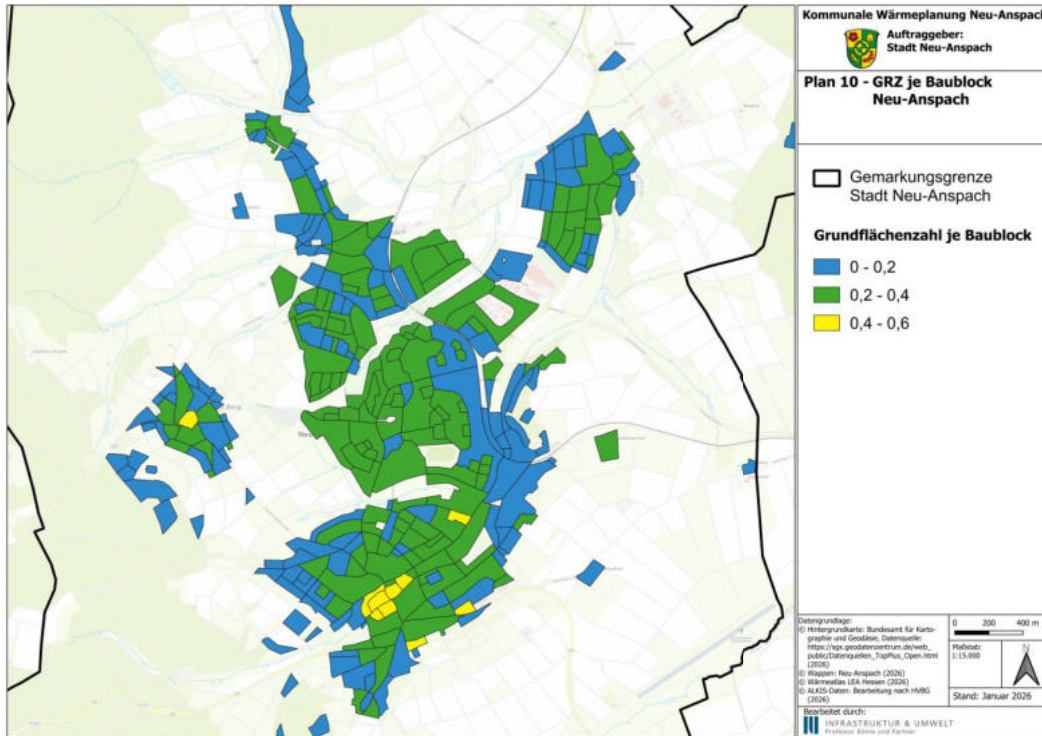 Kommunale Wärmeplanung Neu-Anspach
Auftraggeber:
Stadt Neu-Anspach
Plan 10 - GRZ je Baublock
Neu-Anspach
Gemarkungsgrenze
Stadt Neu-Anspach
Grundflächenzahl je Baublock
0 - 0,2
0,2 - 0,4
0,4 - 0,6
Datengrundlage:
© Hintergrundkarte: Bundesamt für Karto-
graphie und Geodäsie, Datenquelle:
https://sgx.geodatenzentrum.de/web_
public/Datenquellen_TopPlus_Open.html
(2026)
© Wappen: Neu-Anspach (2026)
© Wärmeatlas LEA Hessen (2026)
© ALKIS-Daten: Bearbeitung nach HVBG
(2026)
0 200 400 m
Maßstab:
1:15.000
N
Stand: Januar 2026
Bearbeitet durch:
INFRASTRUKTUR & UMWELT
Professor Böhm und Partner